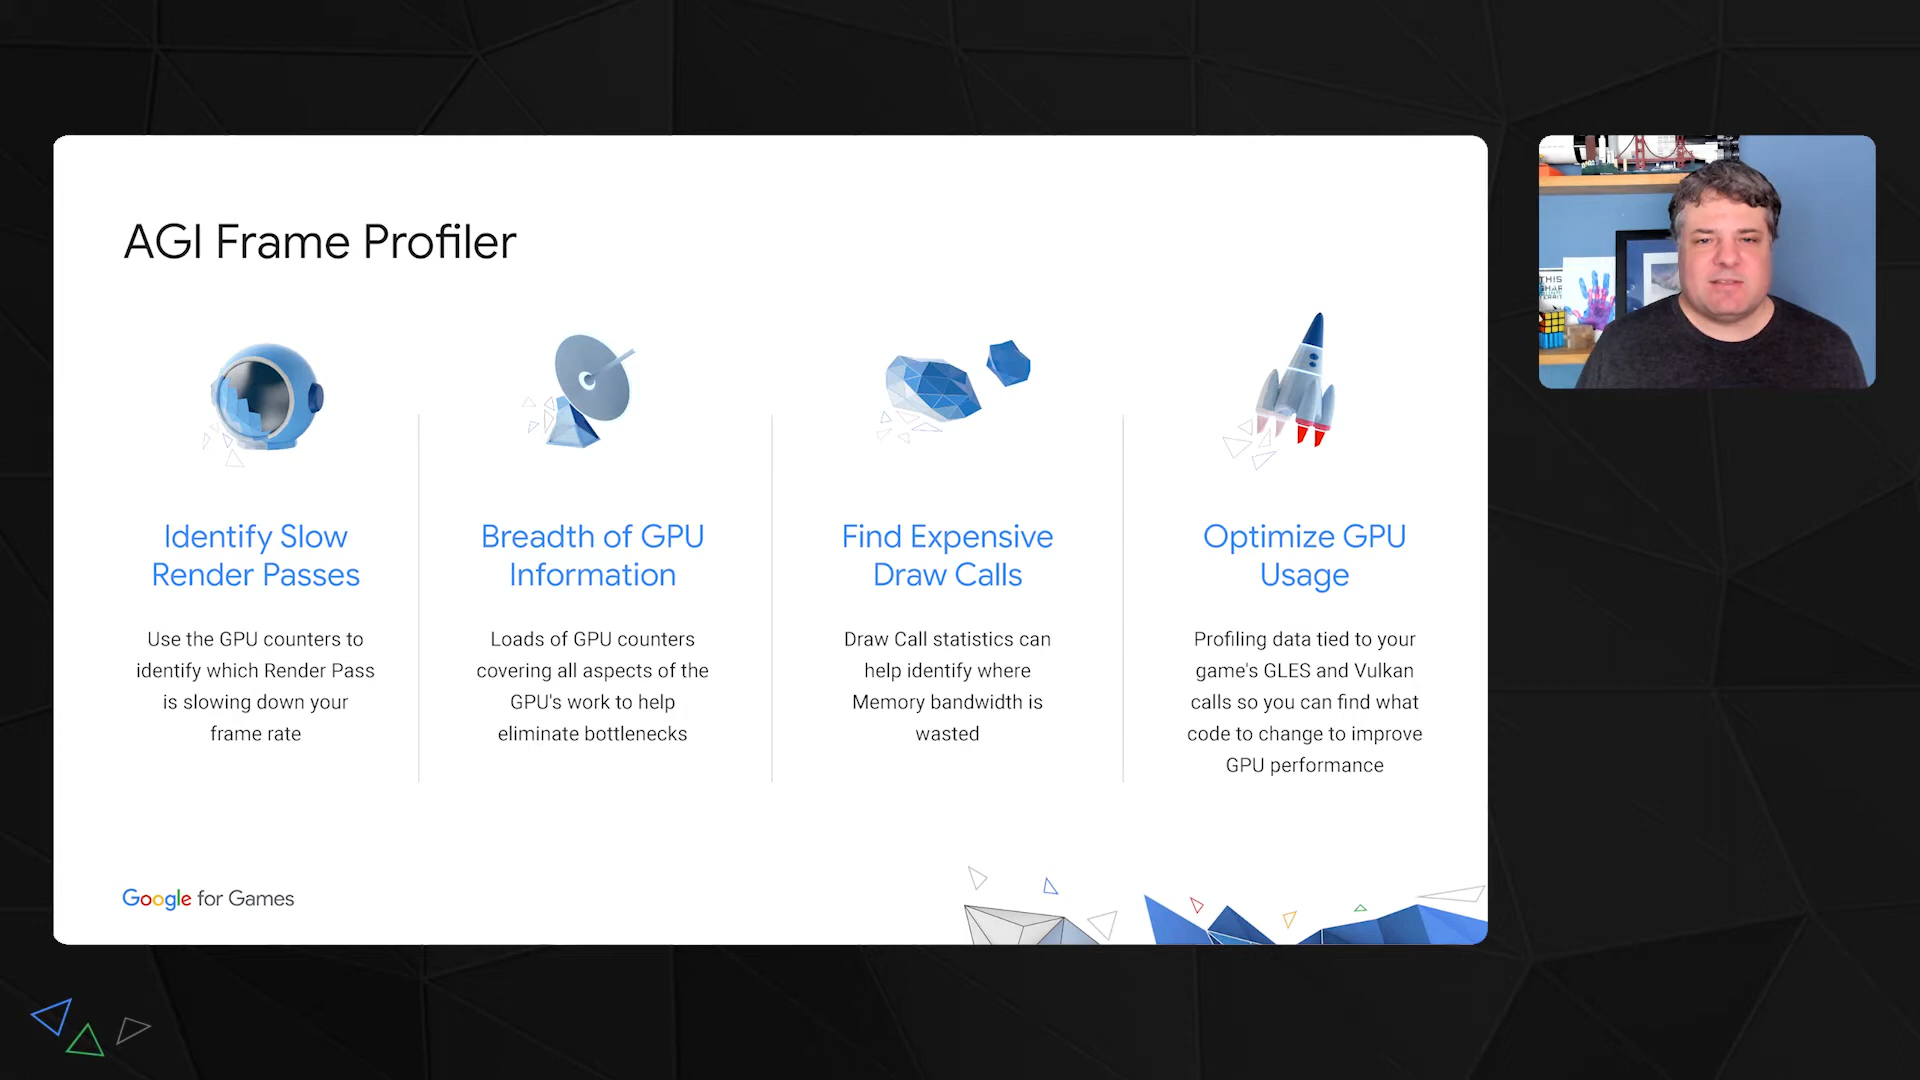 AGI Frame Profiler
Identify Slow
Render Passes
Use the GPU counters to
identify which Render Pass
is slowing down your
frame rate
Breadth of GPU
Information
Loads of GPU counters
covering all aspects of the
GPU's work to help
eliminate bottlenecks
Find Expensive
Draw Calls
Draw Call statistics can
help identify where
Memory bandwidth is
wasted
Optimize GPU
Usage
Profiling data tied to your
game's GLES and Vulkan
calls so you can find what
code to change to improve
GPU performance
Google for Games
THIS